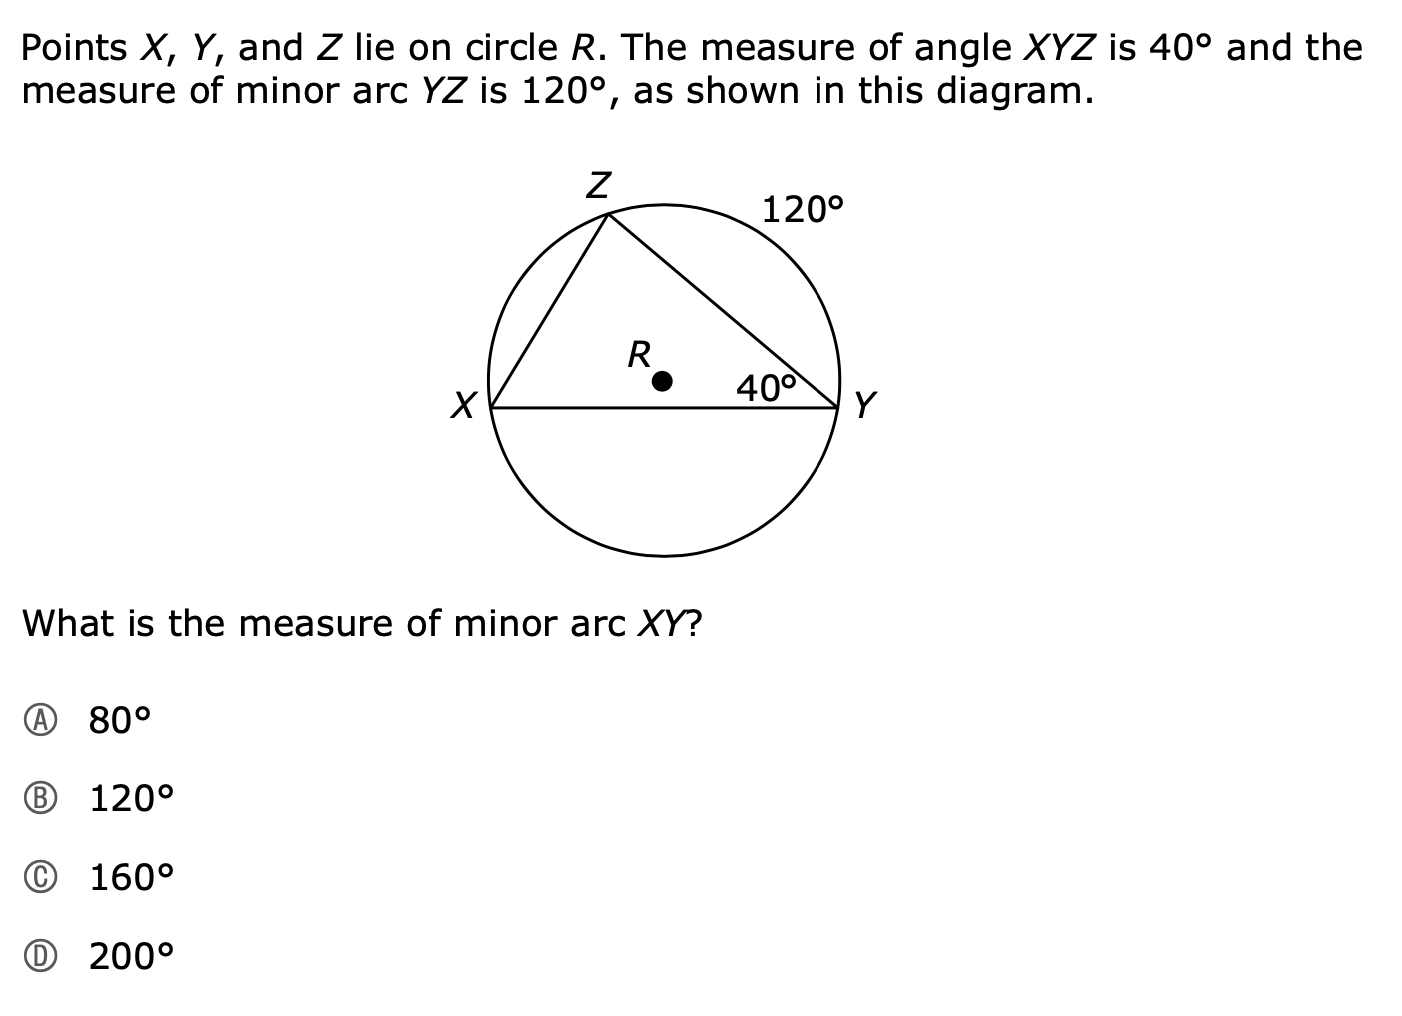 Points X, Y, and Z lie on circle R. The measure of angle XYZ is 40° and the
measure of minor arc YZ is 120°, as shown in this diagram.
Z
120°
R
40°
X
Y
What is the measure of minor arc XY?
A 80°
B 120°
C 160°
D 200°